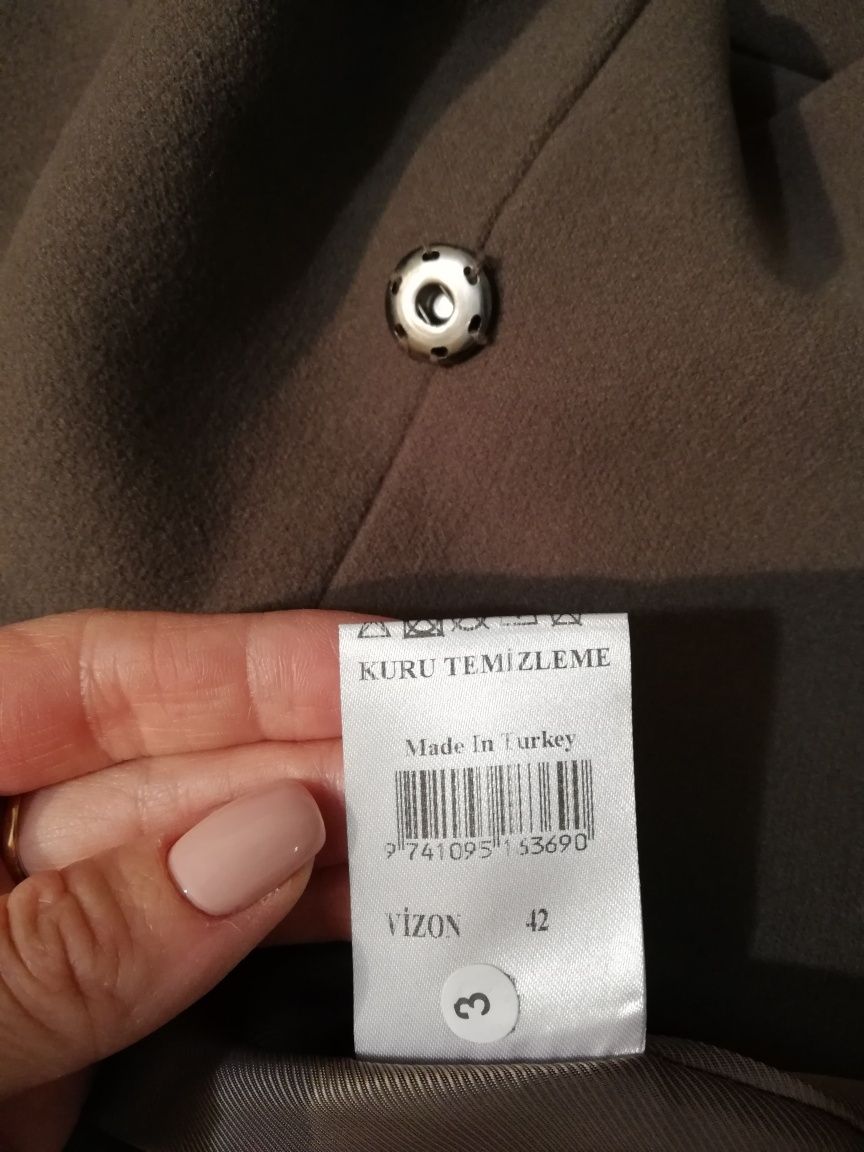 KURU TEMİZLEME
Made In Turkey
9 741095 163690
VİZON 42
3